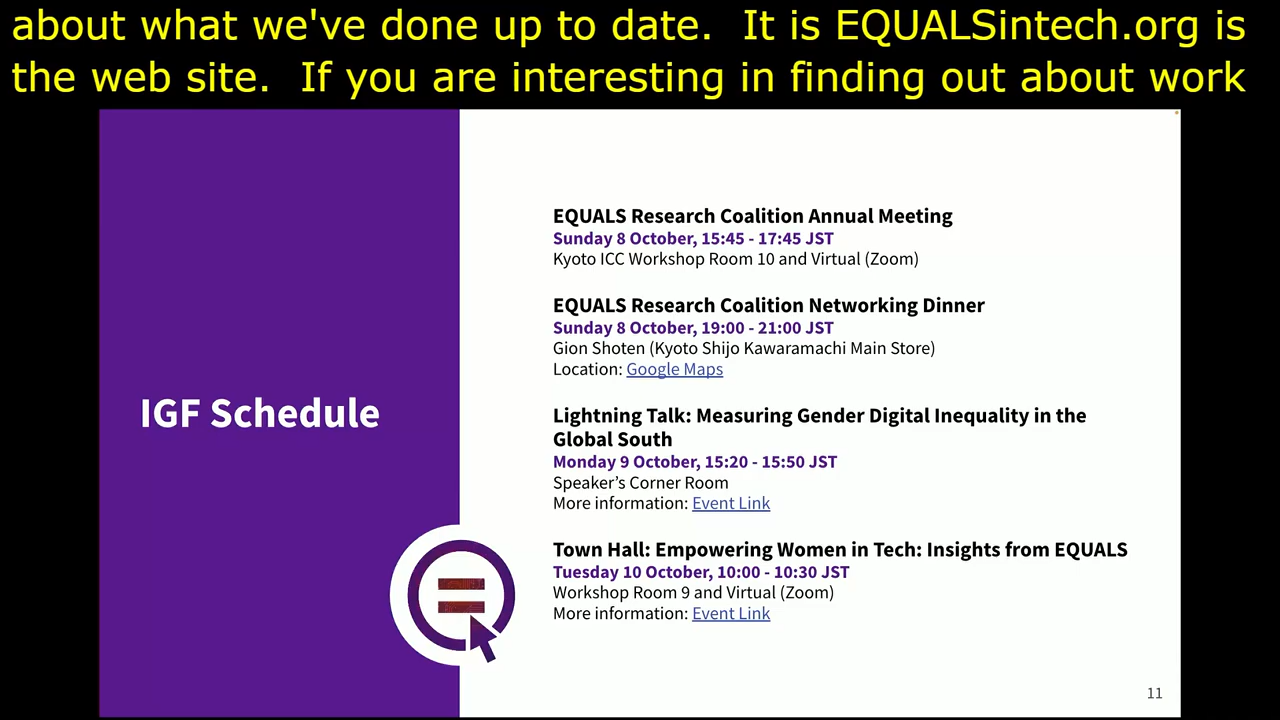 about what we've done up to date.  It is EQUALSintech.org is
the web site.  If you are interesting in finding out about work
IGF Schedule
EQUALS Research Coalition Annual Meeting
Sunday 8 October, 15:45 - 17:45 JST
Kyoto ICC Workshop Room 10 and Virtual (Zoom)
EQUALS Research Coalition Networking Dinner
Sunday 8 October, 19:00 - 21:00 JST
Gion Shoten (Kyoto Shijo Kawaramachi Main Store)
Location: Google Maps
Lightning Talk: Measuring Gender Digital Inequality in the
Global South
Monday 9 October, 15:20 - 15:50 JST
Speaker’s Corner Room
More information: Event Link
Town Hall: Empowering Women in Tech: Insights from EQUALS
Tuesday 10 October, 10:00 - 10:30 JST
Workshop Room 9 and Virtual (Zoom)
More information: Event Link
11